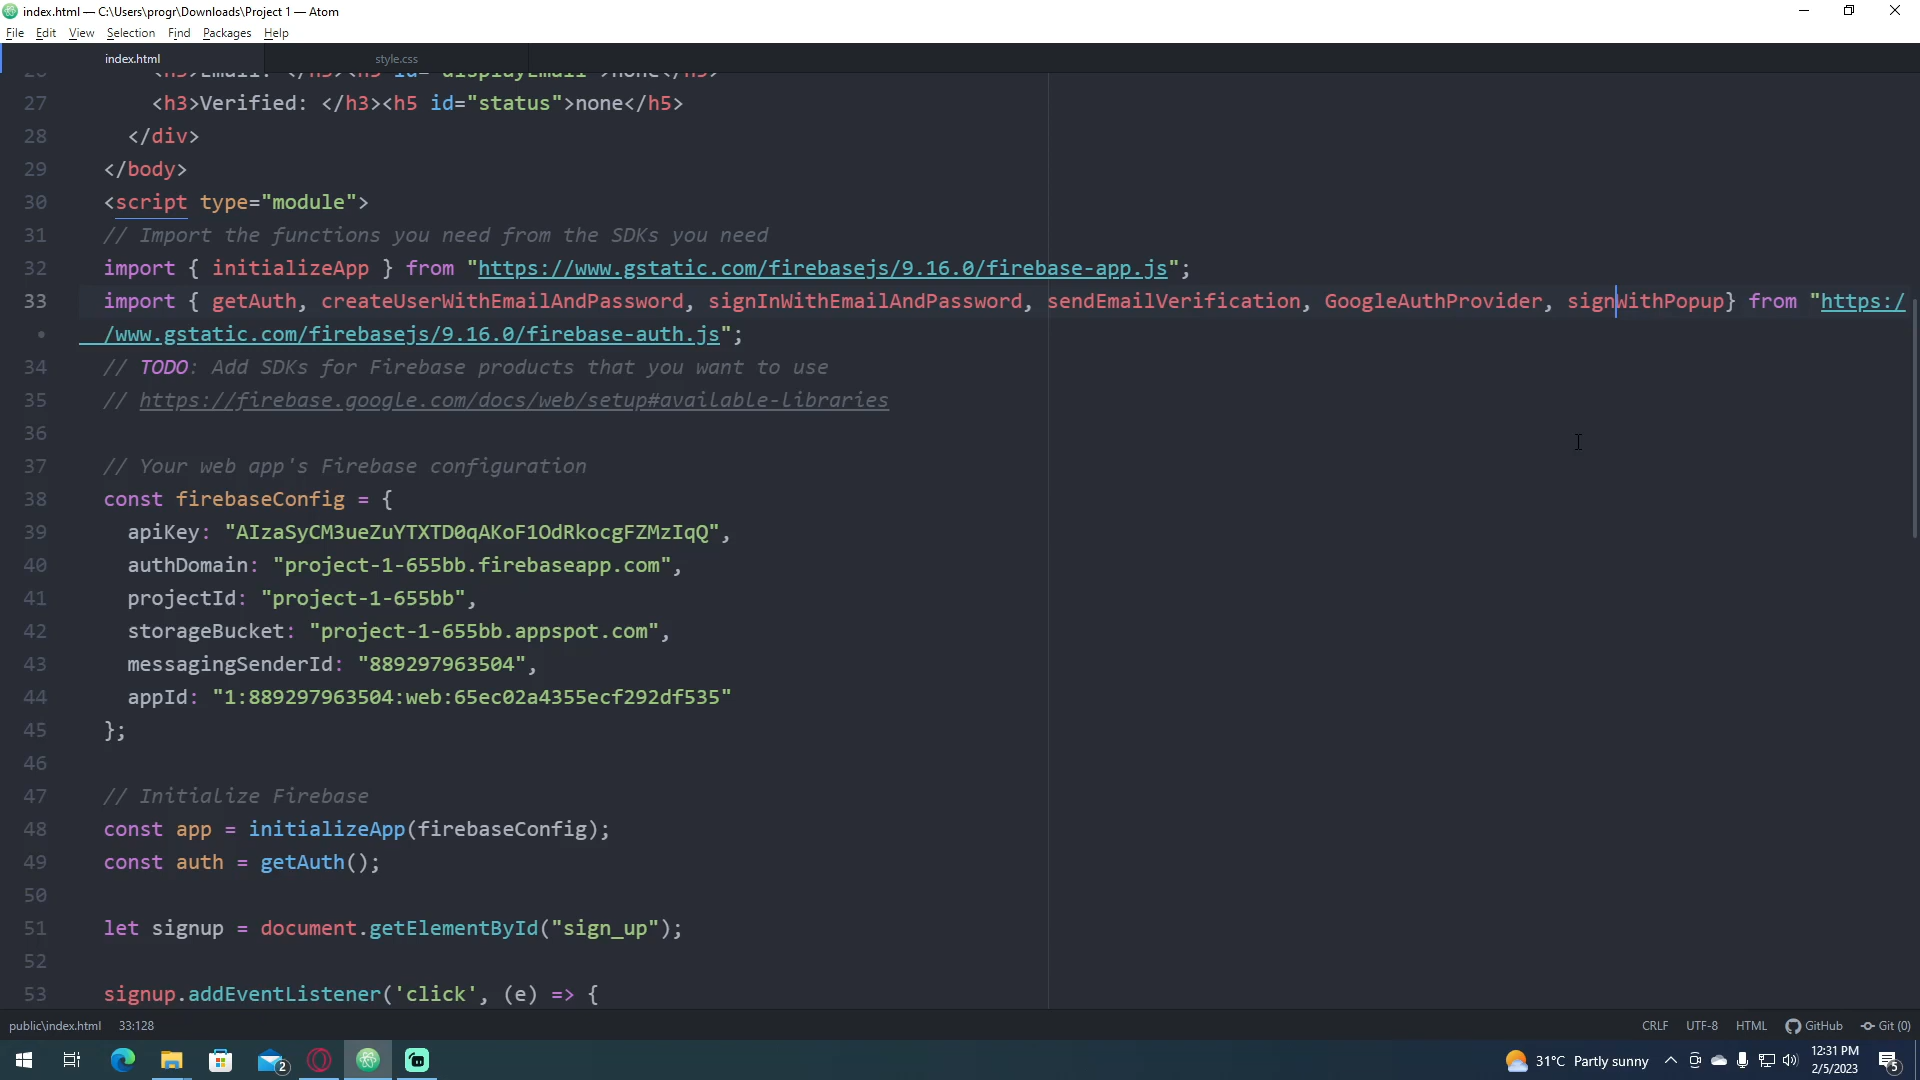 index.html — C:\Users\progr\Downloads\Project 1 — Atom
File Edit View Selection Find Packages Help
index.html style.css
27 <h3>Verified: </h3><h5 id="status">none</h5>
28 </div>
29 </body>
30 <script type="module">
31 // Import the functions you need from the SDKs you need
32 import { initializeApp } from "https://www.gstatic.com/firebasejs/9.16.0/firebase-app.js";
33 import { getAuth, createUserWithEmailAndPassword, signInWithEmailAndPassword, sendEmailVerification, GoogleAuthProvider, signWithPopup} from "https:/
• /www.gstatic.com/firebasejs/9.16.0/firebase-auth.js";
34 // TODO: Add SDKs for Firebase products that you want to use
35 // https://firebase.google.com/docs/web/setup#available-libraries
36
37 // Your web app's Firebase configuration
38 const firebaseConfig = {
39 apiKey: "AIzaSyCM3ueZuYTXTD0qAKoF1OdRkocgFZMzIqQ",
40 authDomain: "project-1-655bb.firebaseapp.com",
41 projectId: "project-1-655bb",
42 storageBucket: "project-1-655bb.appspot.com",
43 messagingSenderId: "889297963504",
44 appId: "1:889297963504:web:65ec02a4355ecf292df535"
45 };
46
47 // Initialize Firebase
48 const app = initializeApp(firebaseConfig);
49 const auth = getAuth();
50
51 let signup = document.getElementById("sign_up");
52
53 signup.addEventListener('click', (e) => {
public\index.html 33:128 CRLF UTF-8 HTML GitHub Git (0)
2 31°C Partly sunny 12:31 PM
2/5/2023 5